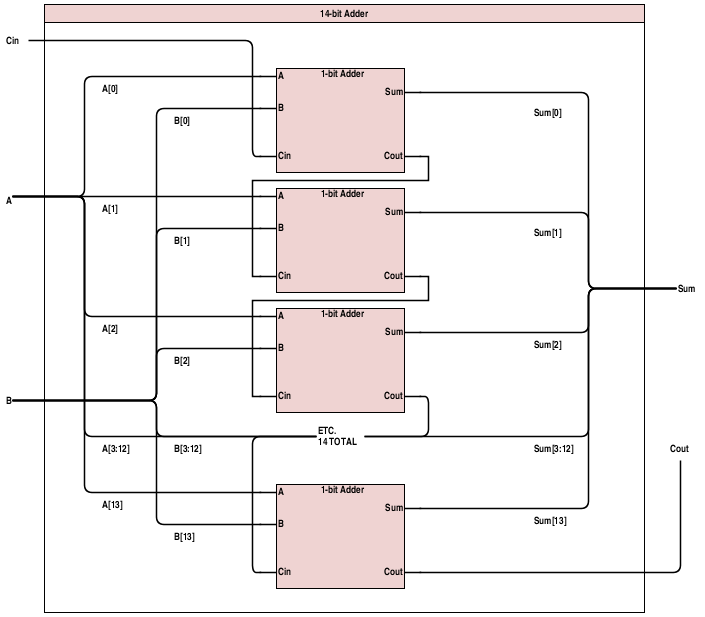 14-bit Adder
Cin
1-bit Adder
A
Sum
A[0]
B
Sum[0]
B[0]
Cin
Cout
1-bit Adder
A
A
A[1]
Sum
B
Sum[1]
B[1]
Cin
Cout
Sum
1-bit Adder
A
A[2]
Sum
B
Sum[2]
B[2]
B
Cin
Cout
ETC.
14 TOTAL
A[3:12]
B[3:12]
Sum[3:12]
Cout
1-bit Adder
A
A[13]
Sum
B
Sum[13]
B[13]
Cin
Cout